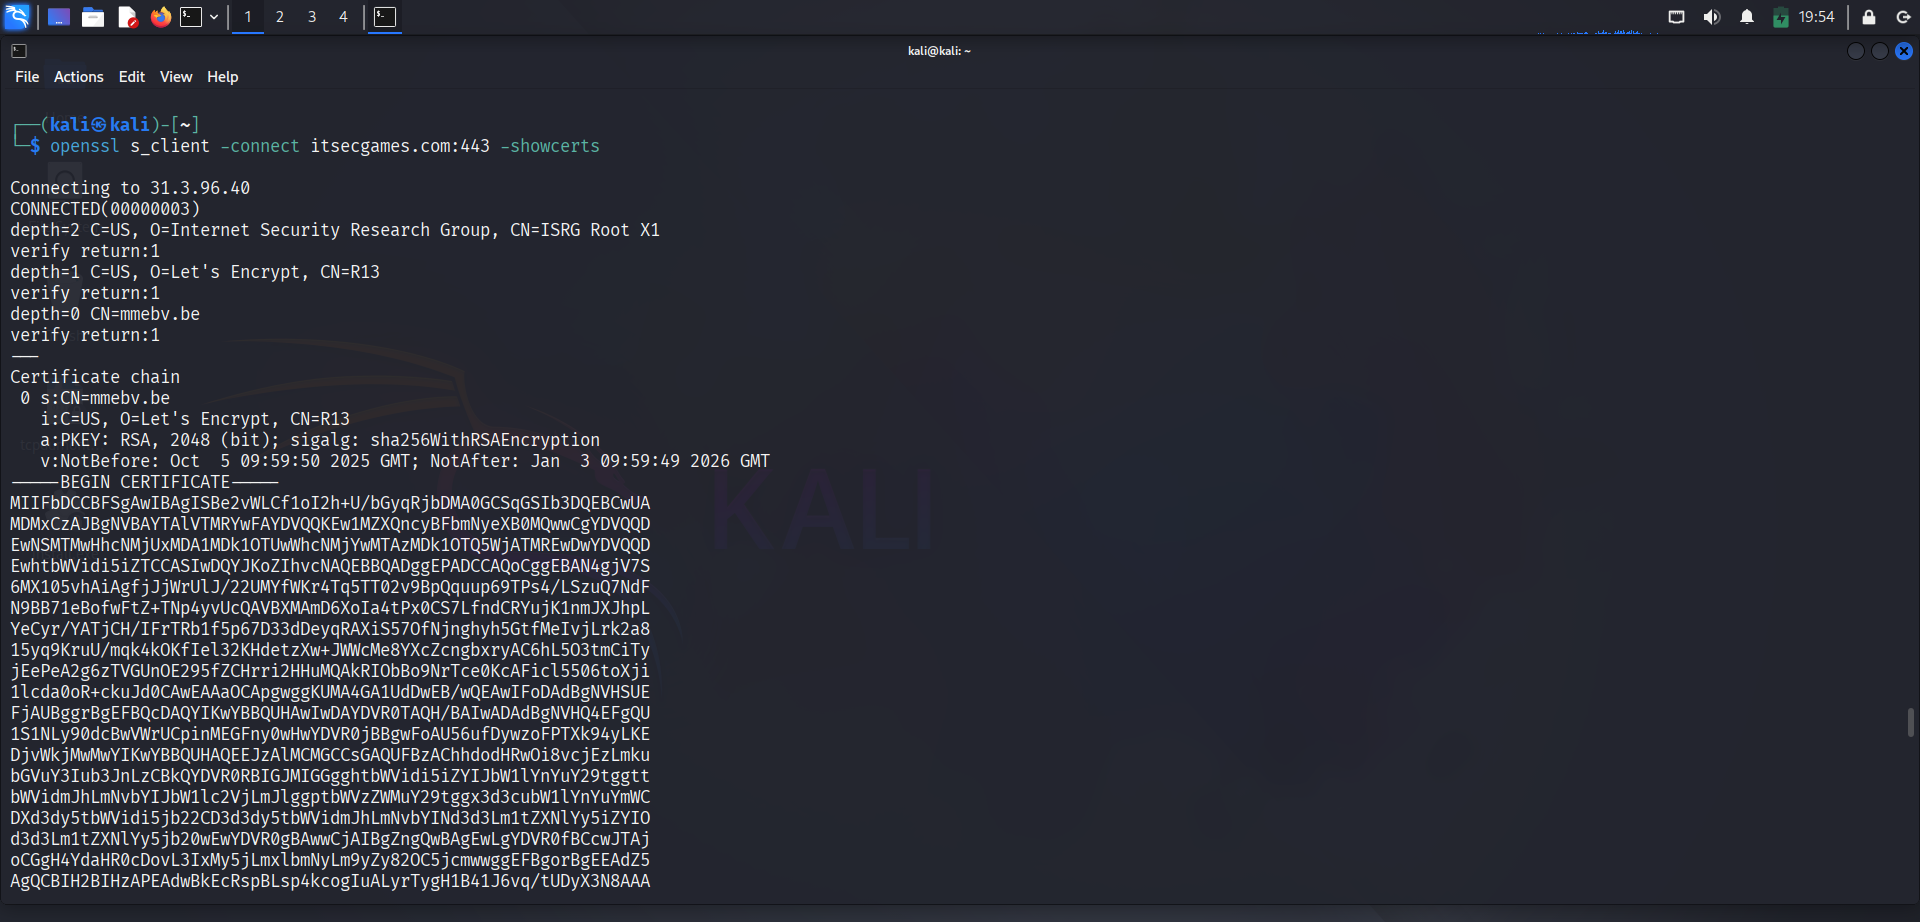 1 2 3 4
19:54
kali@kali: ~
File Actions Edit View Help
┌──(kali㉿kali)-[~]
└─$ openssl s_client -connect itsecgames.com:443 -showcerts
Connecting to 31.3.96.40
CONNECTED(00000003)
depth=2 C=US, O=Internet Security Research Group, CN=ISRG Root X1
verify return:1
depth=1 C=US, O=Let's Encrypt, CN=R13
verify return:1
depth=0 CN=mmebv.be
verify return:1
---
Certificate chain
0 s:CN=mmebv.be
i:C=US, O=Let's Encrypt, CN=R13
a:PKEY: RSA, 2048 (bit); sigalg: sha256WithRSAEncryption
v:NotBefore: Oct  5 09:59:50 2025 GMT; NotAfter: Jan  3 09:59:49 2026 GMT
-----BEGIN CERTIFICATE-----
MIIFbDCCBFSgAwIBAgISBe2vWLCf1oI2h+U/bGyqRjbDMA0GCSqGSIb3DQEBCwUA
MDMxCzAJBgNVBAYTAlVTMRYwFAYDVQQKEw1MZXQncyBFbmNyeXB0MQwwCgYDVQQD
EwNSMTMwHhcNMjUxMDA1MDk1OTUwWhcNMjYwMTAzMDk1OTQ5WjATMREwDwYDVQQD
EwhtbWVidi5iZTCCASIwDQYJKoZIhvcNAQEBBQADggEPADCCAQoCggEBAN4gjV7S
6MX105vhAiAgfjJjWrUlJ/22UMYfWKr4Tq5TT02v9BpQquup69TPs4/LSzuQ7NdF
N9BB71eBofwFtZ+TNp4yvUcQAVBXMAmD6XoIa4tPx0CS7LfndCRYujK1nmJXJhpL
YeCyr/YATjCH/IFrTRb1f5p67D33dDeyqRAXiS57OfNjnghyh5GtfMeIvjLrk2a8
15yq9KruU/mqk4kOKfIel32KHdetzXw+JWWcMe8YXcZcngbxryAC6hL5O3tmCiTy
jEePeA2g6zTVGUnOE295fZCHrri2HHuMQAkRIObBo9NrTce0KcAFicl5506toXji
1lcda0oR+ckuJd0CAwEAAaOCApgwggKUMA4GA1UdDwEB/wQEAwIFoDAdBgNVHSUE
FjAUBggrBgEFBQcDAQYIKwYBBQUHAwIwDAYDVR0TAQH/BAIwADAdBgNVHQ4EFgQU
1S1NLy90dcBwVWrUCpinMEGFny0wHwYDVR0jBBgwFoAU56ufDywzoFPTXk94yLKE
DjvWkjMwMwYIKwYBBQUHAQEEJzAlMCMGCCsGAQUFBzAChhdodHRwOi8vcjEzLmku
bGVuY3Iub3JnLzCBkQYDVR0RBIGJMIGGgghtbWVidi5iZYIJbW1lYnYuY29tggtt
bWVidmJhLmNvbYIJbW1lc2VjLmJlggptbWVzZWMuY29tggx3d3cubW1lYnYuYmWC
DXd3dy5tbWVidi5jb22CD3d3dy5tbWVidmJhLmNvbYINd3d3Lm1tZXNlYy5iZYIO
d3d3Lm1tZXNlYy5jb20wEwYDVR0gBAwwCjAIBgZngQwBAgEwLgYDVR0fBCcwJTAj
oCGgH4YdaHR0cDovL3IxMy5jLmxlbmNyLm9yZy82OC5jcmwwggEFBgorBgEEAdZ5
AgQCBIH2BIHzAPEAdwBkEcRspBLsp4kcogIuALyrTygH1B41J6vq/tUDyX3N8AAA
KALI